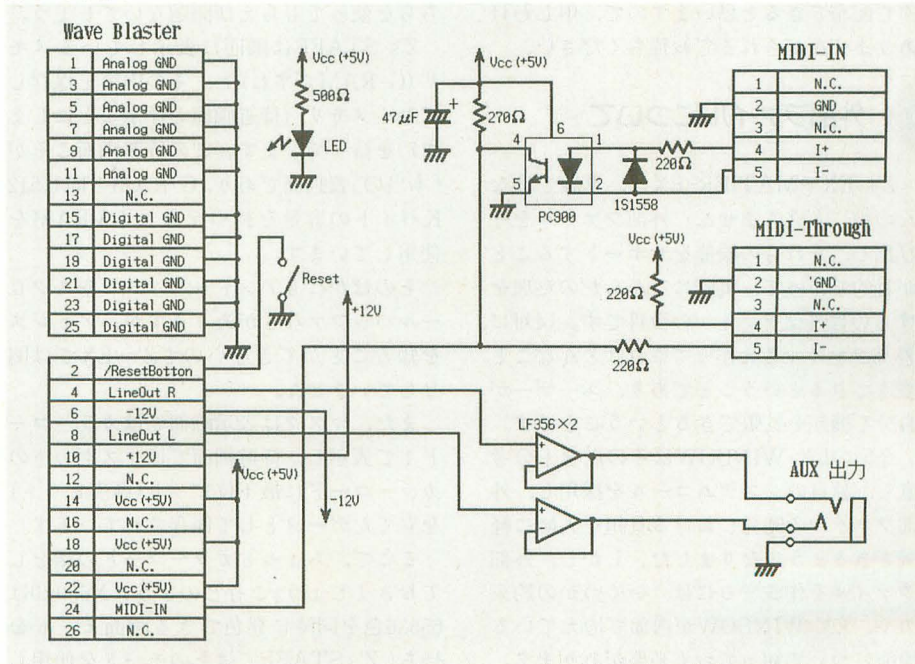 Wave Blaster
1 Analog GND
3 Analog GND
5 Analog GND
7 Analog GND
9 Analog GND
11 Analog GND
13 N.C.
15 Digital GND
17 Digital GND
19 Digital GND
21 Digital GND
23 Digital GND
25 Digital GND
2 /ResetBotton
4 LineOut R
6 -12V
8 LineOut L
10 +12V
12 N.C.
14 Vcc(+5V)
16 N.C.
18 Vcc(+5V)
20 N.C.
22 Vcc(+5V)
24 MIDI-IN
26 N.C.
Vcc(+5V)
500Ω
LED
Reset
+12V
Vcc(+5V)
-12V
Vcc(+5V)
47μF
+
270Ω
4
5
6
1
2
PC900
1S1558
220Ω
MIDI-IN
1 N.C.
2 GND
3 N.C.
4 I+
5 I-
Vcc(+5V)
220Ω
220Ω
MIDI-Through
1 N.C.
2 GND
3 N.C.
4 I+
5 I-
LF356×2
+
-
+
-
AUX 出力